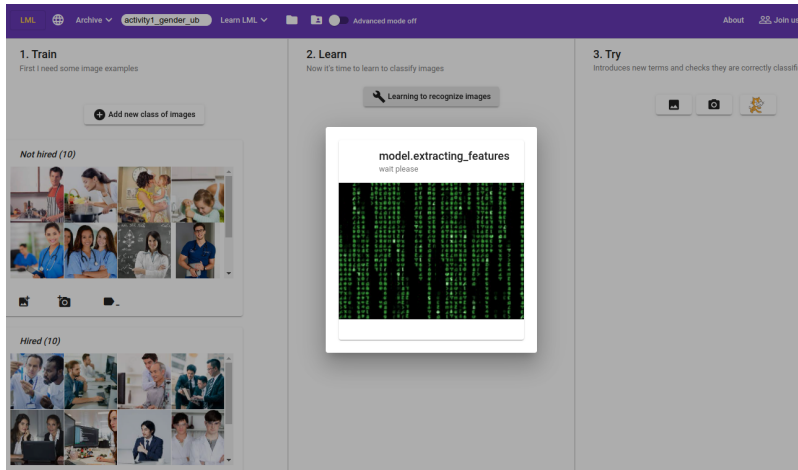 LML Archive activity1_gender_ub Learn LML Advanced mode off About Join us
1. Train
First I need some image examples
Add new class of images
Not hired (10)
Hired (10)
2. Learn
Now it's time to learn to classify images
Learning to recognize images
model.extracting_features
wait please
3. Try
Introduces new terms and checks they are correctly classifi